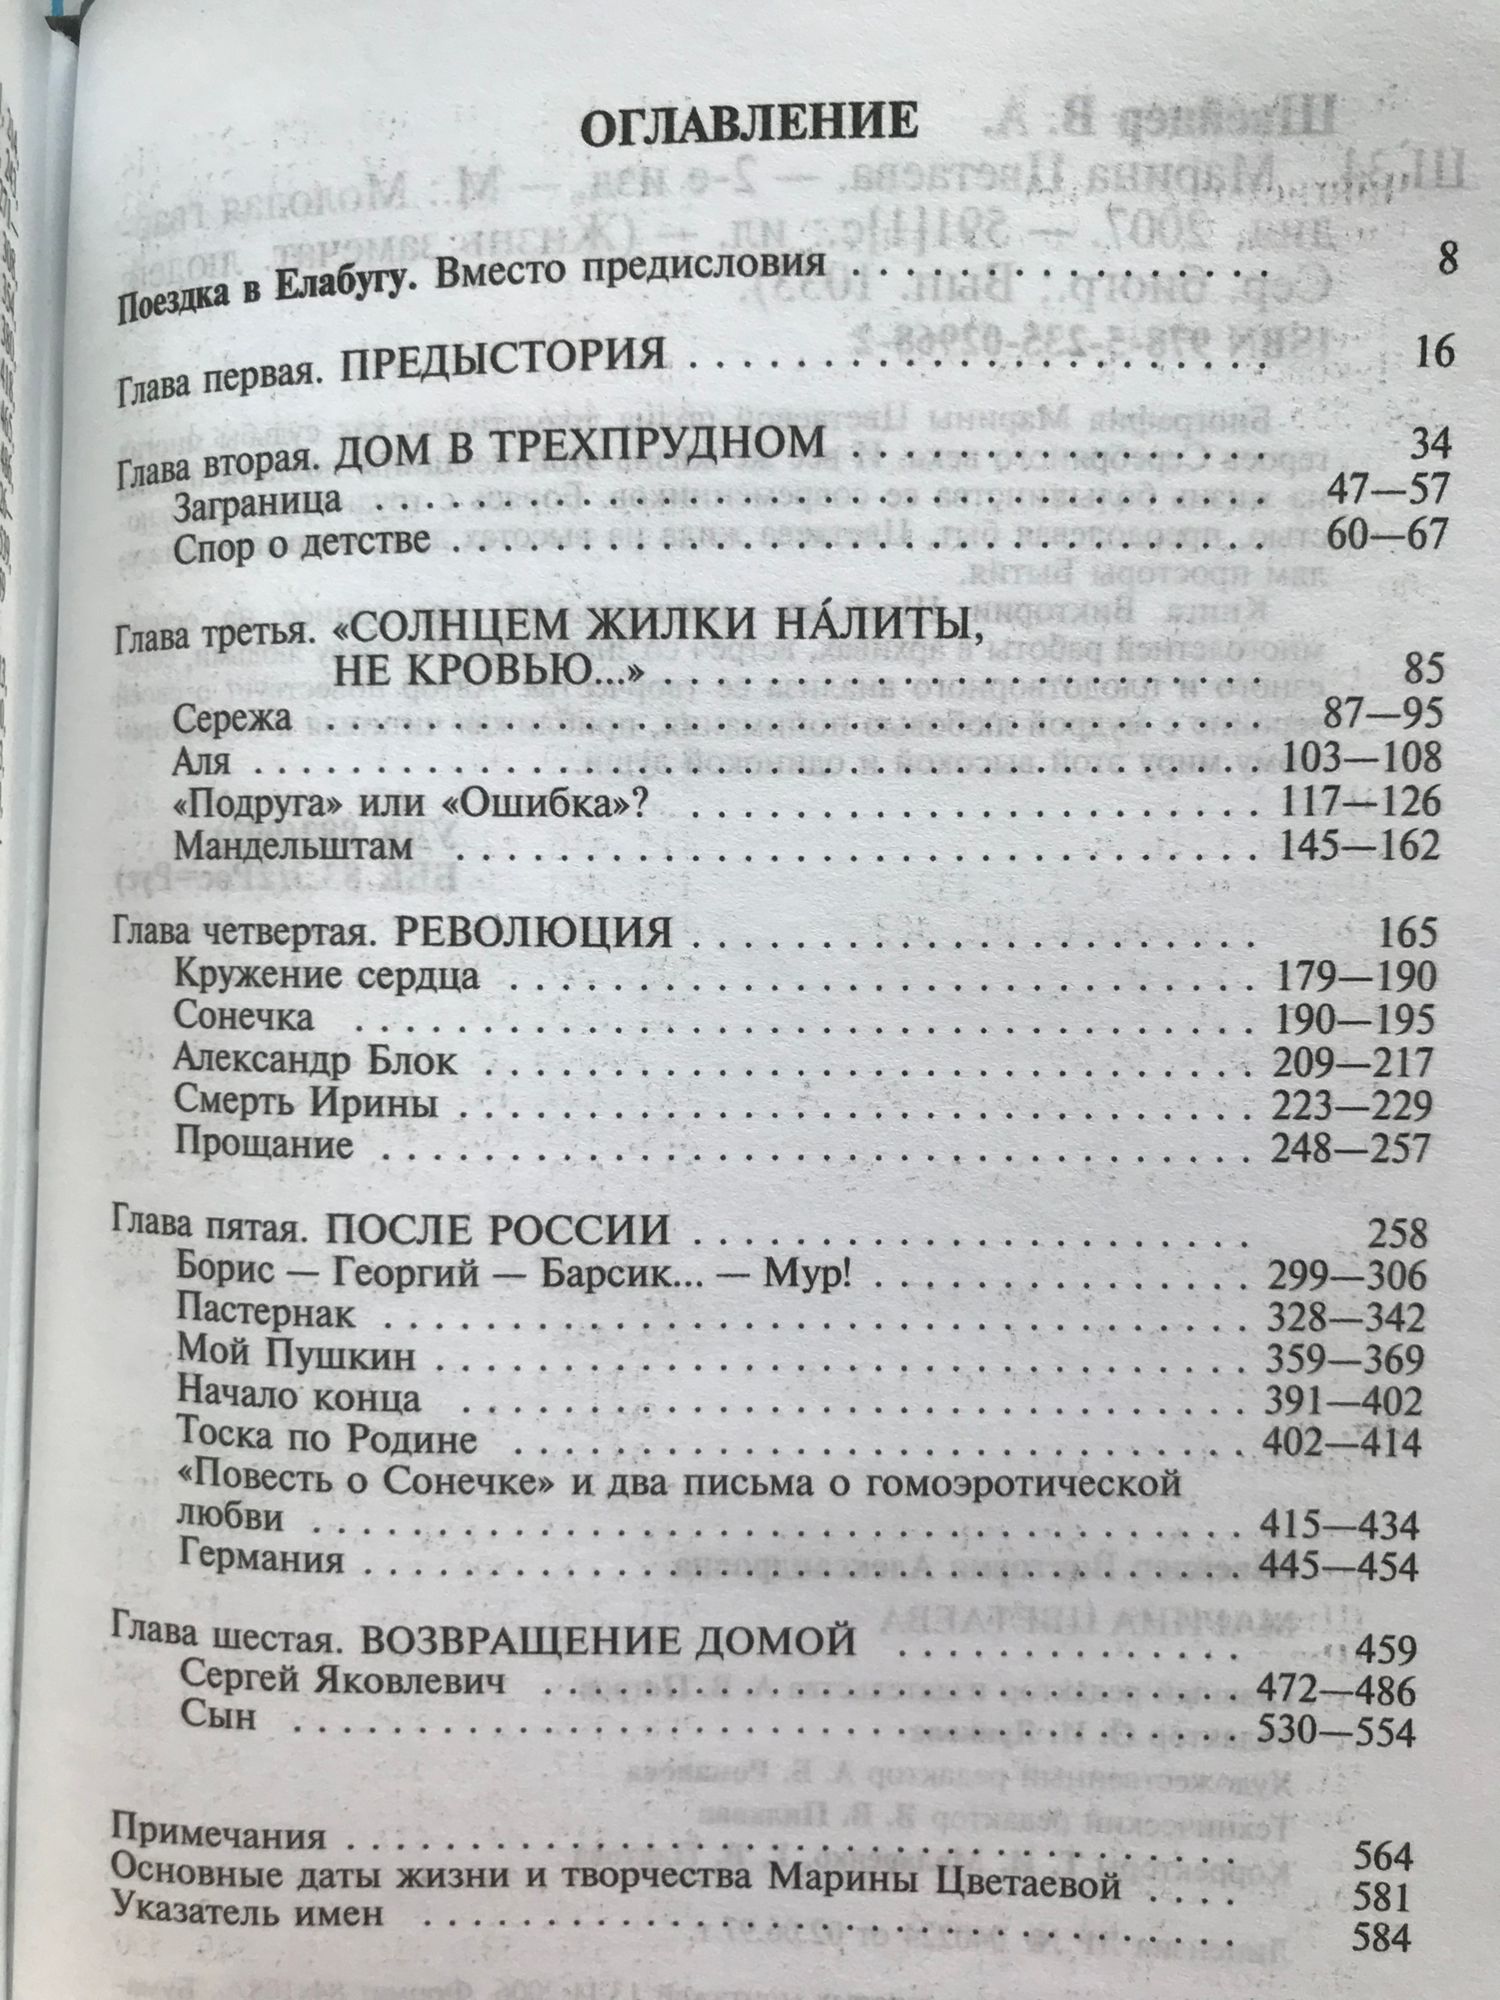 ОГЛАВЛЕНИЕ
Поездка в Елабугу. Вместо предисловия . . . . . . . . . . . . . . . . 8
Глава первая. ПРЕДЫСТОРИЯ . . . . . . . . . . . . . . . . . . . . . . 16
Глава вторая. ДОМ В ТРЕХПРУДНОМ . . . . . . . . . . . . . . . . 34
Заграница . . . . . . . . . . . . . . . . . . . . . . . . . . . . . . . . . 47—57
Спор о детстве . . . . . . . . . . . . . . . . . . . . . . . . . . . . . . 60—67
Глава третья. «СОЛНЦЕМ ЖИЛКИ НА́ЛИТЫ,
НЕ КРОВЬЮ...» . . . . . . . . . . . . . . . . . . . . . . . 85
Сережа . . . . . . . . . . . . . . . . . . . . . . . . . . . . . . . . . . . 87—95
Аля . . . . . . . . . . . . . . . . . . . . . . . . . . . . . . . . . . . . . . 103—108
«Подруга» или «Ошибка»? . . . . . . . . . . . . . . . . . . . . . 117—126
Мандельштам . . . . . . . . . . . . . . . . . . . . . . . . . . . . . . 145—162
Глава четвертая. РЕВОЛЮЦИЯ . . . . . . . . . . . . . . . . . . . . . 165
Кружение сердца . . . . . . . . . . . . . . . . . . . . . . . . . . . . 179—190
Сонечка . . . . . . . . . . . . . . . . . . . . . . . . . . . . . . . . . . 190—195
Александр Блок . . . . . . . . . . . . . . . . . . . . . . . . . . . . . 209—217
Смерть Ирины . . . . . . . . . . . . . . . . . . . . . . . . . . . . . . 223—229
Прощание . . . . . . . . . . . . . . . . . . . . . . . . . . . . . . . . . 248—257
Глава пятая. ПОСЛЕ РОССИИ . . . . . . . . . . . . . . . . . . . . . 258
Борис — Георгий — Барсик... — Мур! . . . . . . . . . . . . . . 299—306
Пастернак . . . . . . . . . . . . . . . . . . . . . . . . . . . . . . . . . 328—342
Мой Пушкин . . . . . . . . . . . . . . . . . . . . . . . . . . . . . . . 359—369
Начало конца . . . . . . . . . . . . . . . . . . . . . . . . . . . . . . 391—402
Тоска по Родине . . . . . . . . . . . . . . . . . . . . . . . . . . . . 402—414
«Повесть о Сонечке» и два письма о гомоэротической
любви . . . . . . . . . . . . . . . . . . . . . . . . . . . . . . . . . . . 415—434
Германия . . . . . . . . . . . . . . . . . . . . . . . . . . . . . . . . . . 445—454
Глава шестая. ВОЗВРАЩЕНИЕ ДОМОЙ . . . . . . . . . . . . . 459
Сергей Яковлевич . . . . . . . . . . . . . . . . . . . . . . . . . . . 472—486
Сын . . . . . . . . . . . . . . . . . . . . . . . . . . . . . . . . . . . . . 530—554
Примечания . . . . . . . . . . . . . . . . . . . . . . . . . . . . . . . . . 564
Основные даты жизни и творчества Марины Цветаевой . . . . 581
Указатель имен . . . . . . . . . . . . . . . . . . . . . . . . . . . . . . 584